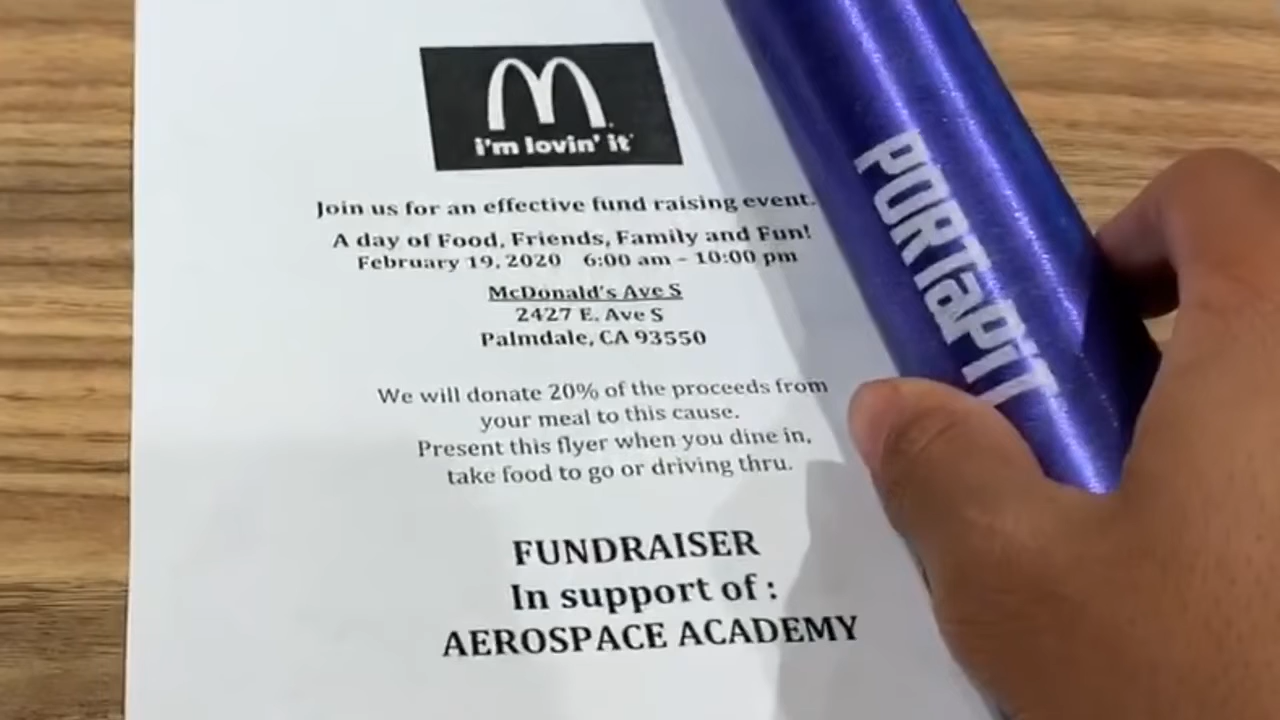 i'm lovin' it
Join us for an effective fund raising event.
A day of Food, Friends, Family and Fun!
February 19, 2020 6:00 am – 10:00 pm
McDonald's Ave S
2427 E. Ave S
Palmdale, CA 93550
We will donate 20% of the proceeds from
your meal to this cause.
Present this flyer when you dine in,
take food to go or driving thru.
FUNDRAISER
In support of :
AEROSPACE ACADEMY
PORTaPiT